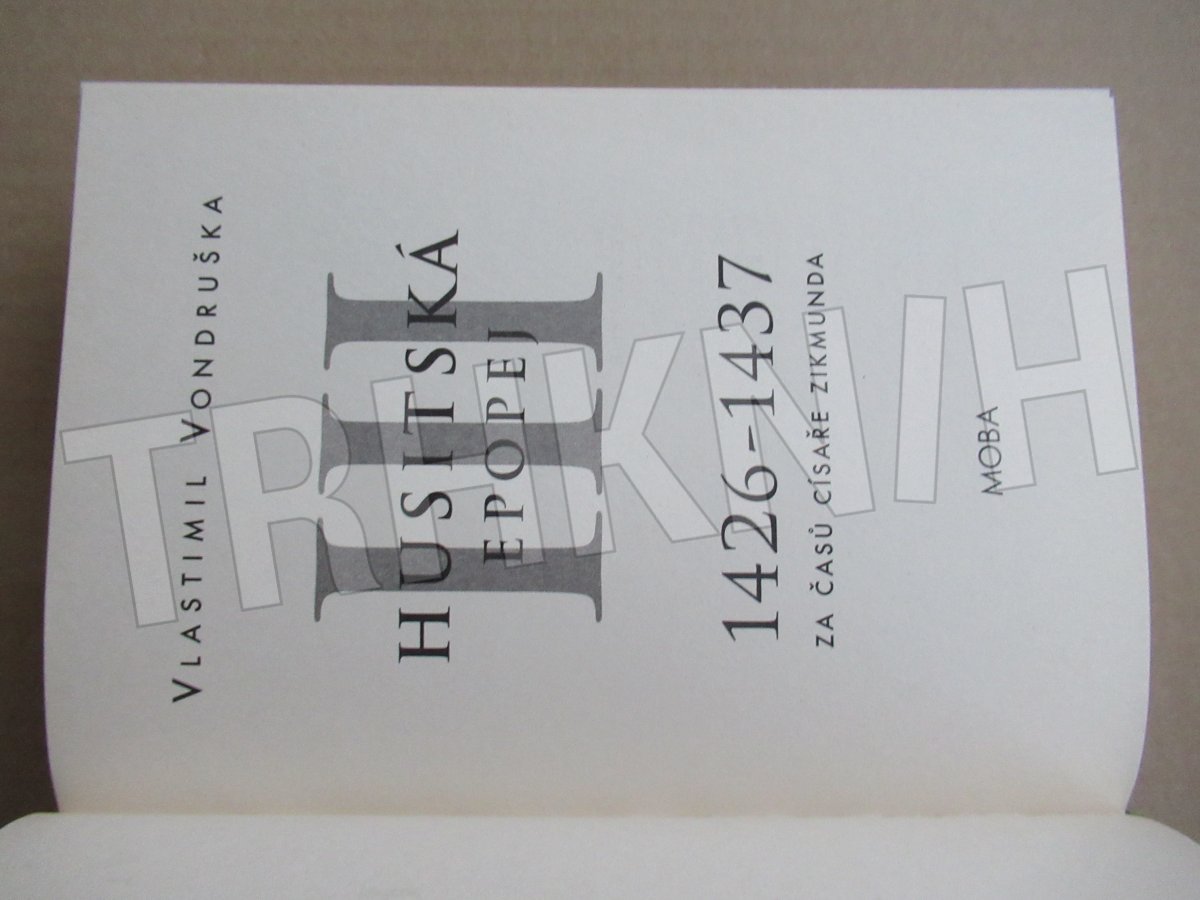 VLASTIMIL VONDRUŠKA
III
HUSITSKÁ
EPOPEJ
1426–1437
ZA ČASŮ CÍSAŘE ZIKMUNDA
MOBA
TRHKNIH